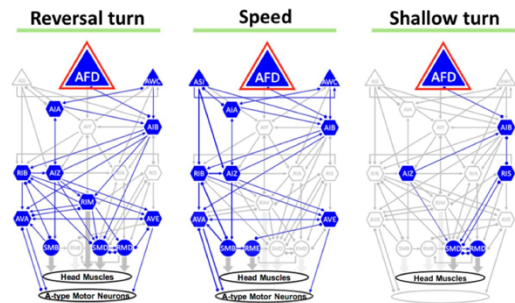 Reversal turn
Speed
Shallow turn
AFD
AWC
AIA
AIB
RIB
AIZ
RIM
AVA
AVE
SMB
SMD
RMD
Head Muscles
A-type Motor Neurons
ASI
AFD
AWC
AIA
AIB
RIB
AIZ
AVA
AVE
SMB
RME
Head Muscles
A-type Motor Neurons
AFD
AIB
AIZ
RIS
SMD
RMD
Head Muscles